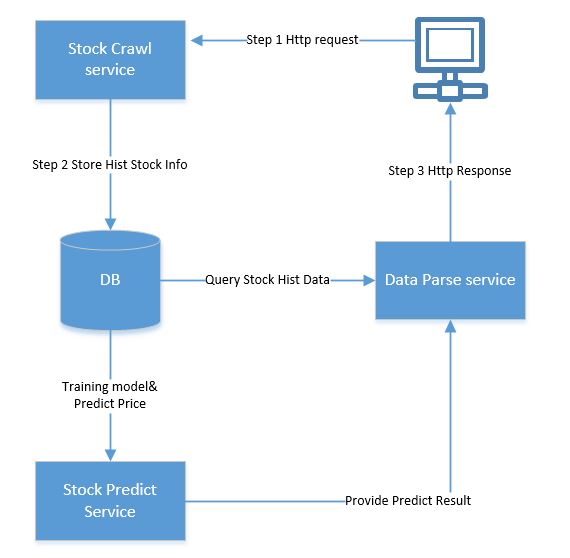 Step 1 Http request
Stock Crawl
service
Step 2 Store Hist Stock Info
Step 3 Http Response
DB
Query Stock Hist Data
Data Parse service
Training model&
Predict Price
Stock Predict
Service
Provide Predict Result